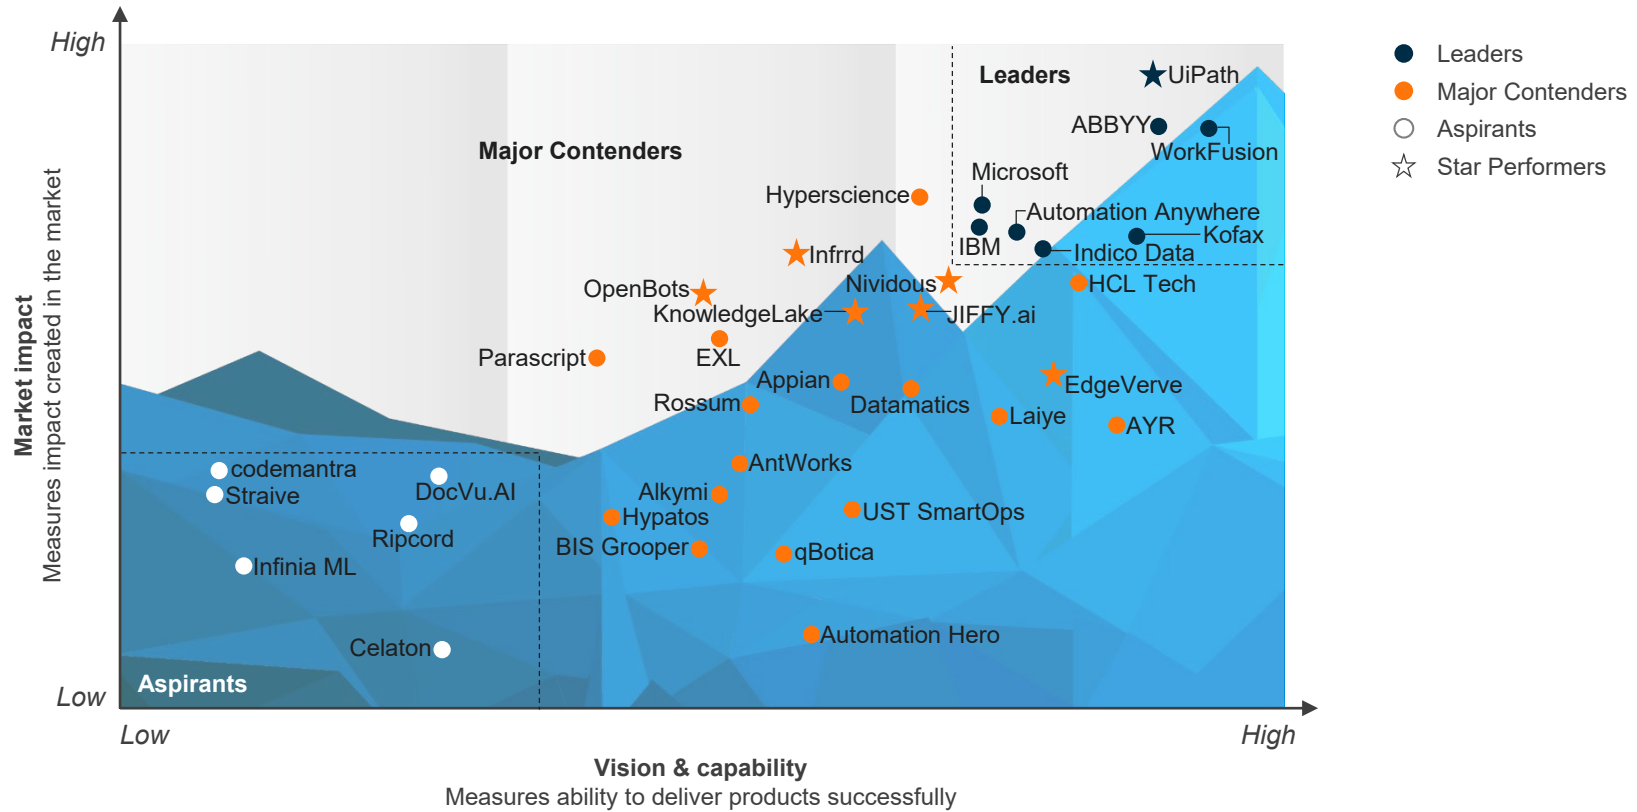 High
Leaders
UiPath
Leaders
Major Contenders
Aspirants
Star Performers
ABBYY
WorkFusion
Major Contenders
Microsoft
Hyperscience
Automation Anywhere
IBM
Kofax
Indico Data
Infrrd
OpenBots
Nividous
HCL Tech
KnowledgeLake
JIFFY.ai
Parascript
EXL
Appian
EdgeVerve
Rossum
Datamatics
Laiye
AYR
codemantra
AntWorks
Straive
DocVu.AI
Alkymi
Hypatos
UST SmartOps
Ripcord
BIS Grooper
qBotica
Infinia ML
Automation Hero
Celaton
Aspirants
Market impact
Measures impact created in the market
Low
Low
High
Vision & capability
Measures ability to deliver products successfully